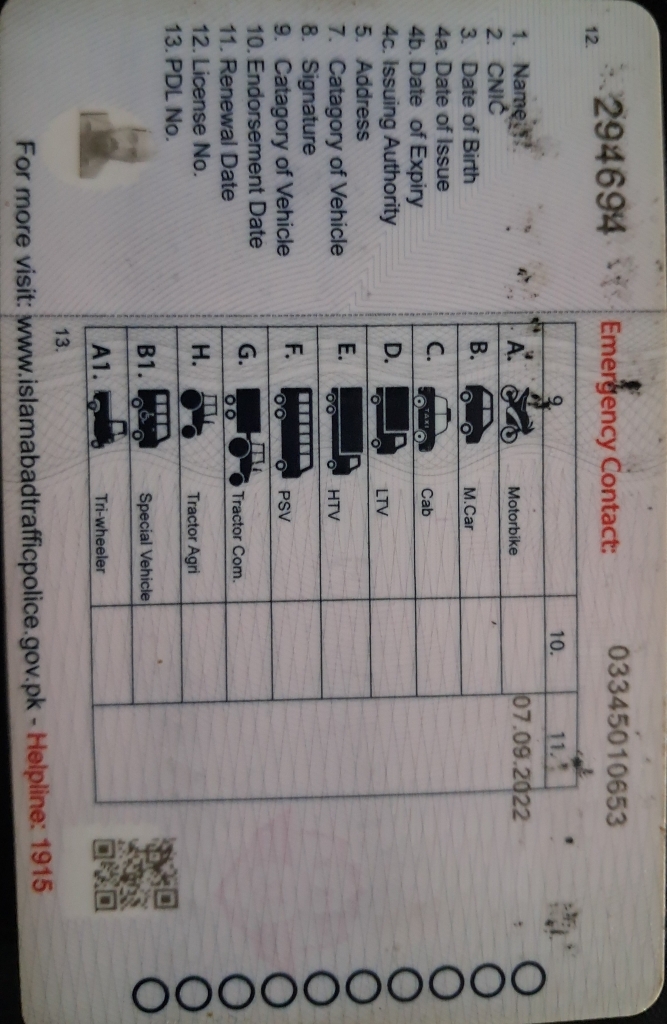 12. 294694
Emergency Contact: 03345010653
1. Name
2. CNIC
3. Date of Birth
4a. Date of Issue
4b. Date of Expiry
4c. Issuing Authority
5. Address
7. Catagory of Vehicle
8. Signature
9. Catagory of Vehicle
10. Endorsement Date
11. Renewal Date
12. License No.
13. PDL No.
9. 10. 11.
A. Motorbike 07.09.2022
B. M.Car
C. TAXI Cab
D. LTV
E. HTV
F. PSV
G. Tractor Com.
H. Tractor Agri
B1. Special Vehicle
A1. Tri-wheeler
13.
For more visit: www.islamabadtrafficpolice.gov.pk - Helpline: 1915